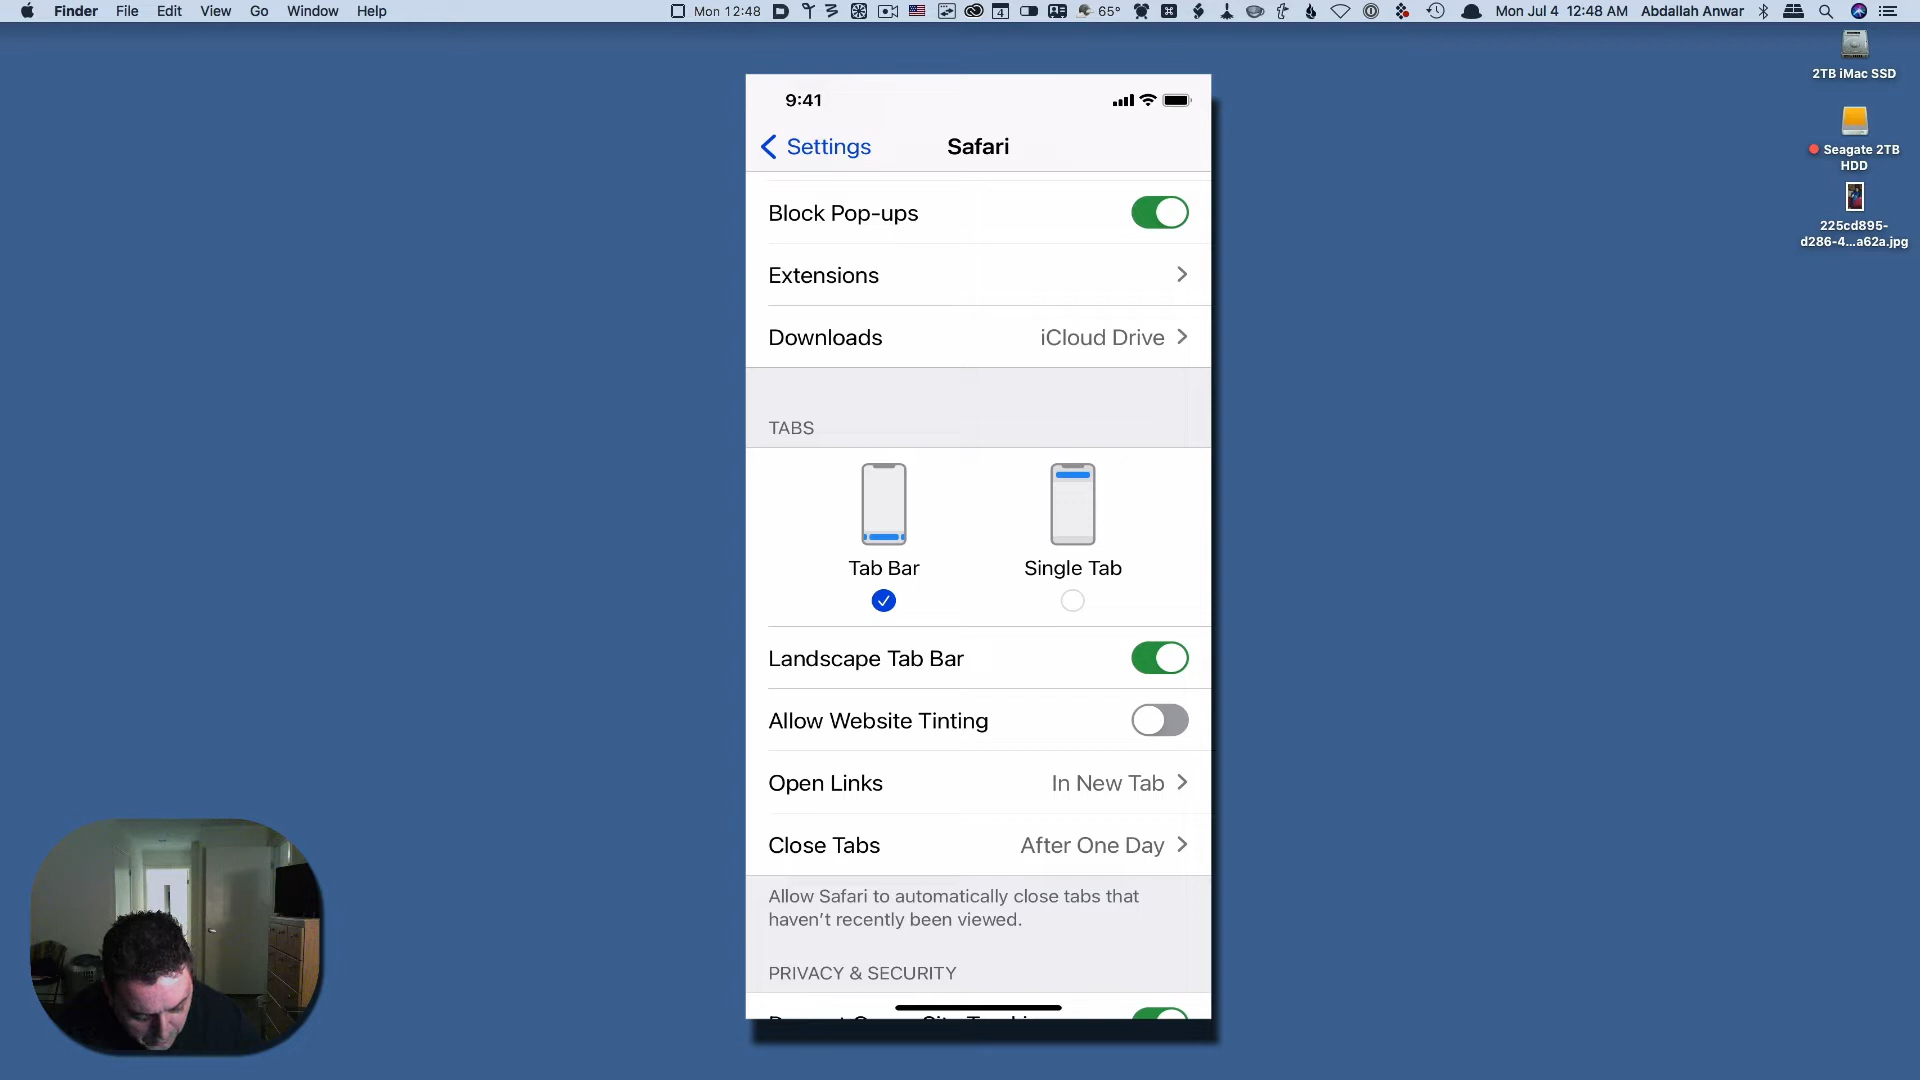 Finder File Edit View Go Window Help Mon 12:48 4 65° Mon Jul 4 12:48 AM Abdallah Anwar
2TB iMac SSD
Seagate 2TB
HDD
225cd895-
d286-4...a62a.jpg
9:41
Settings Safari
Block Pop-ups
Extensions
Downloads iCloud Drive
TABS
Tab Bar Single Tab
Landscape Tab Bar
Allow Website Tinting
Open Links In New Tab
Close Tabs After One Day
Allow Safari to automatically close tabs that
haven't recently been viewed.
PRIVACY & SECURITY